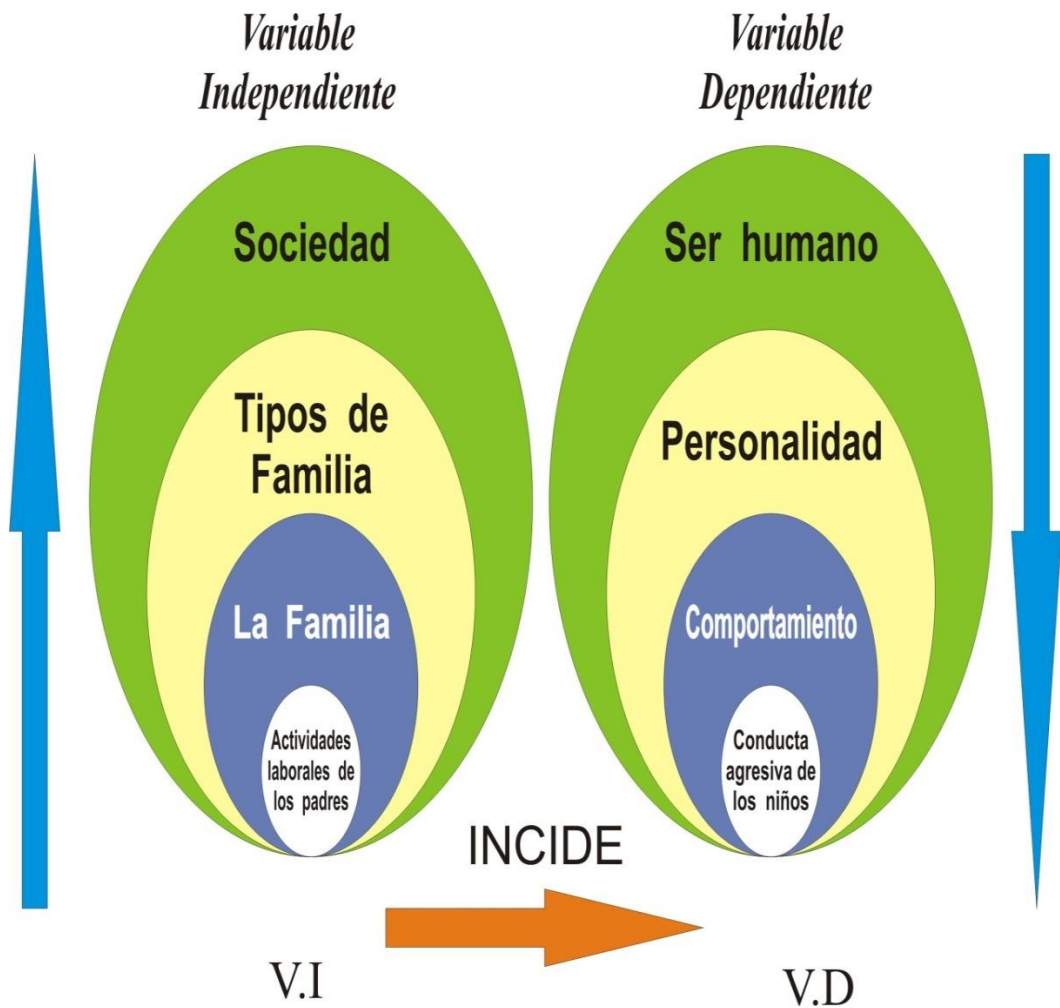 Variable
Independiente
Variable
Dependiente
Sociedad
Tipos de
Familia
La Familia
Actividades
laborales de
los padres
Ser humano
Personalidad
Comportamiento
Conducta
agresiva de
los niños
INCIDE
V.I
V.D